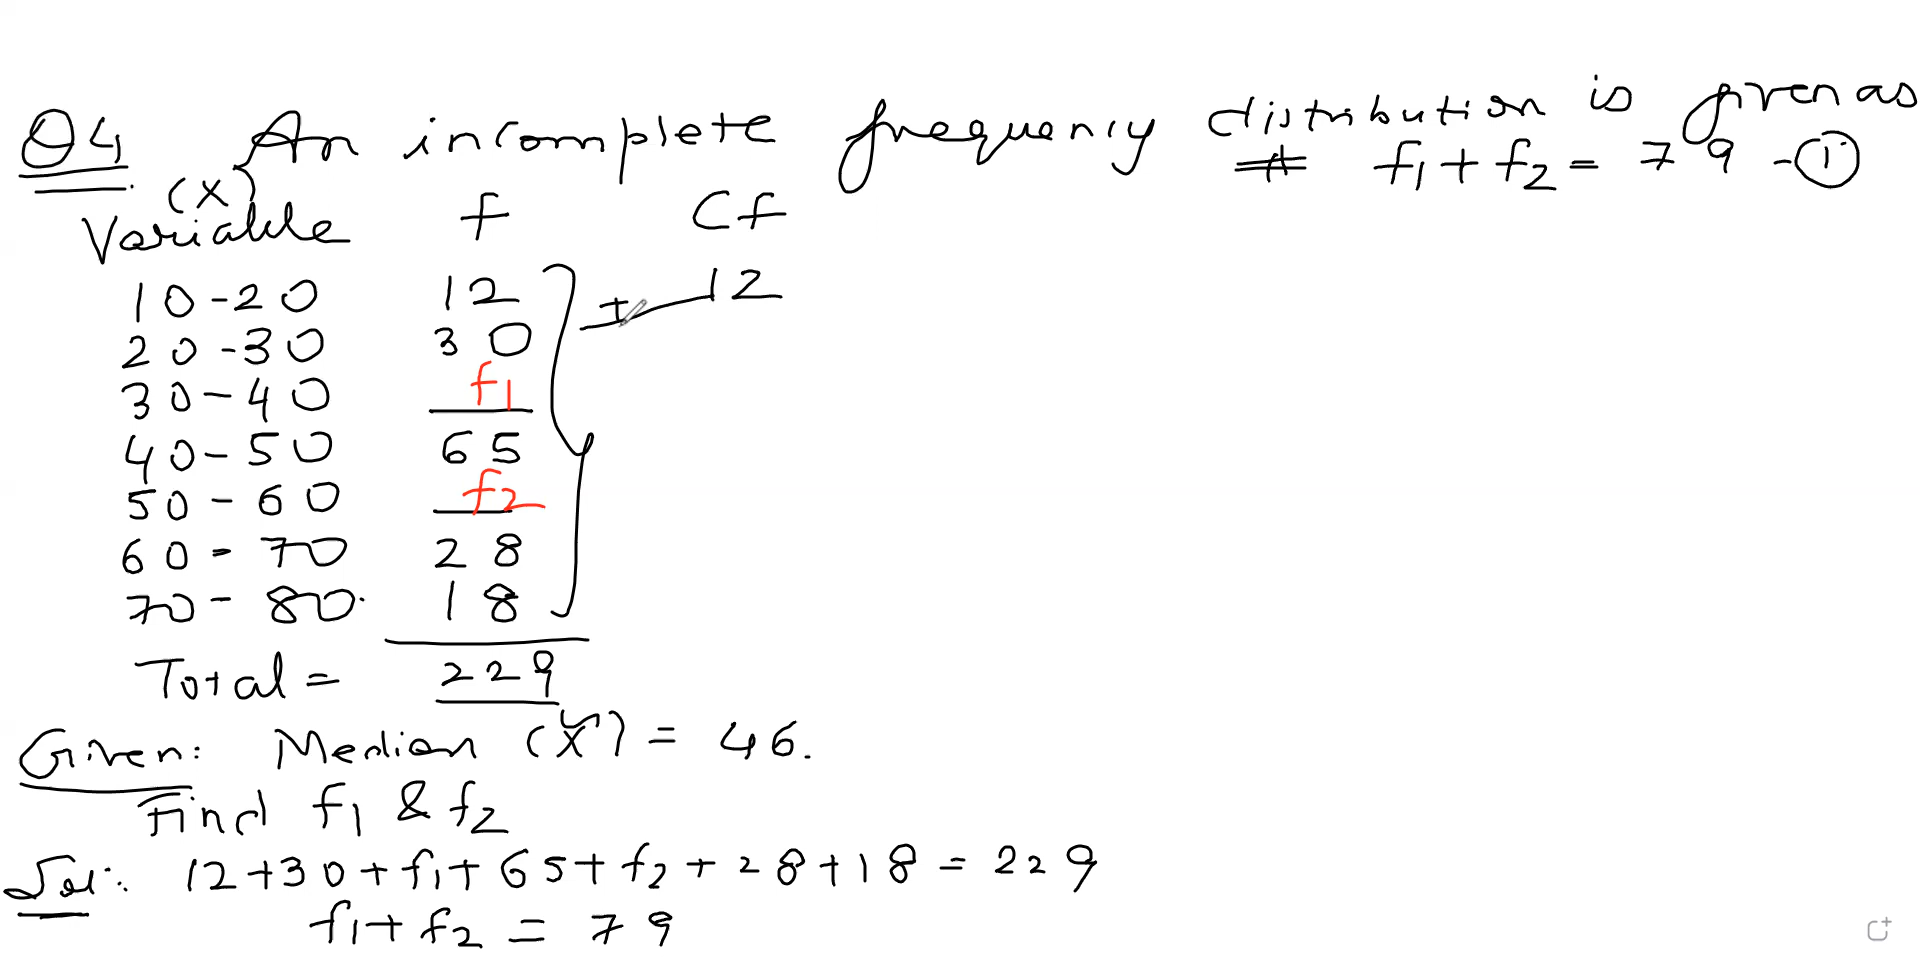 Q4 An incomplete frequency distribution is given as
f1 + f2 = 79 - ①
(X)
Variable f Cf
10-20 12 12
20-30 30 +
30-40 f1
40-50 65
50-60 f2
60-70 28
70-80 18
Total = 229
Given: Median (X) = 46.
Find f1 & f2
Sol: 12+30+f1+65+f2+28+18 = 229
f1+f2 = 79